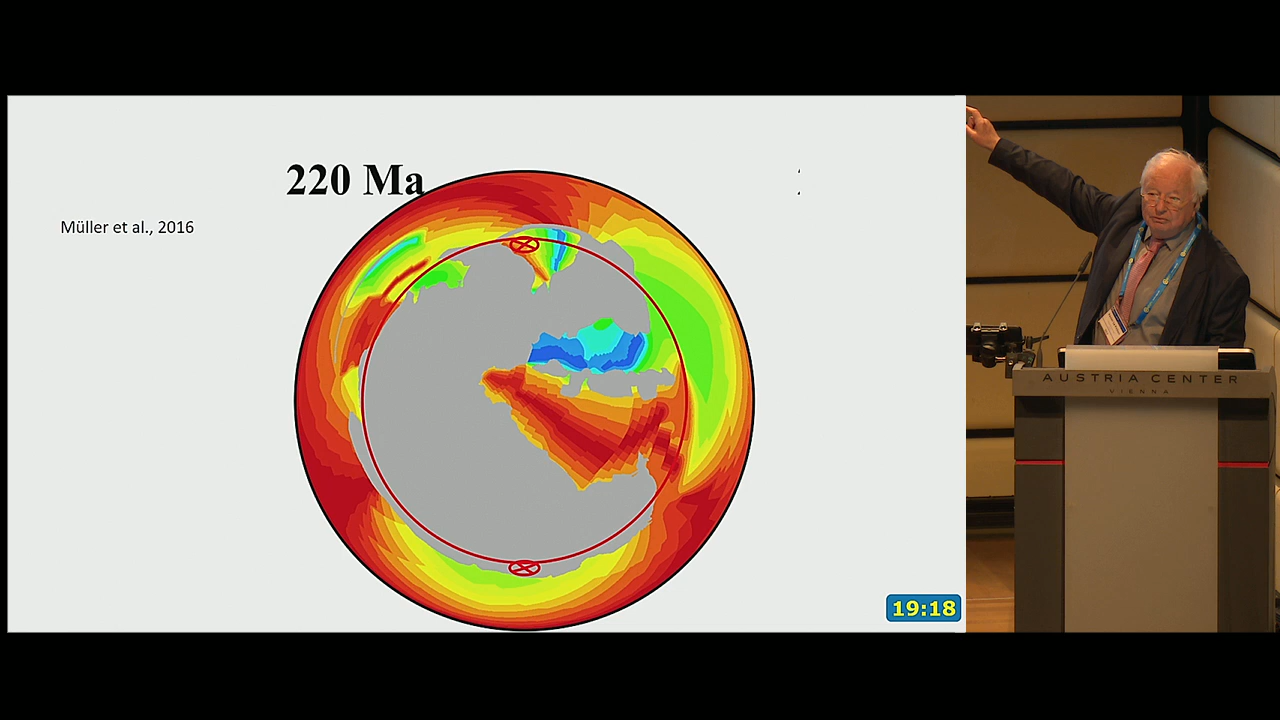 220 Ma
Müller et al., 2016
19:18
AUSTRIA CENTER
VIENNA